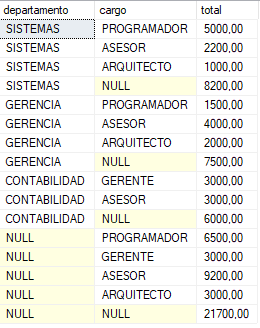 departamento cargo total
SISTEMAS PROGRAMADOR 5000,00
SISTEMAS ASESOR 2200,00
SISTEMAS ARQUITECTO 1000,00
SISTEMAS NULL 8200,00
GERENCIA PROGRAMADOR 1500,00
GERENCIA ASESOR 4000,00
GERENCIA ARQUITECTO 2000,00
GERENCIA NULL 7500,00
CONTABILIDAD GERENTE 3000,00
CONTABILIDAD ASESOR 3000,00
CONTABILIDAD NULL 6000,00
NULL PROGRAMADOR 6500,00
NULL GERENTE 3000,00
NULL ASESOR 9200,00
NULL ARQUITECTO 3000,00
NULL NULL 21700,00